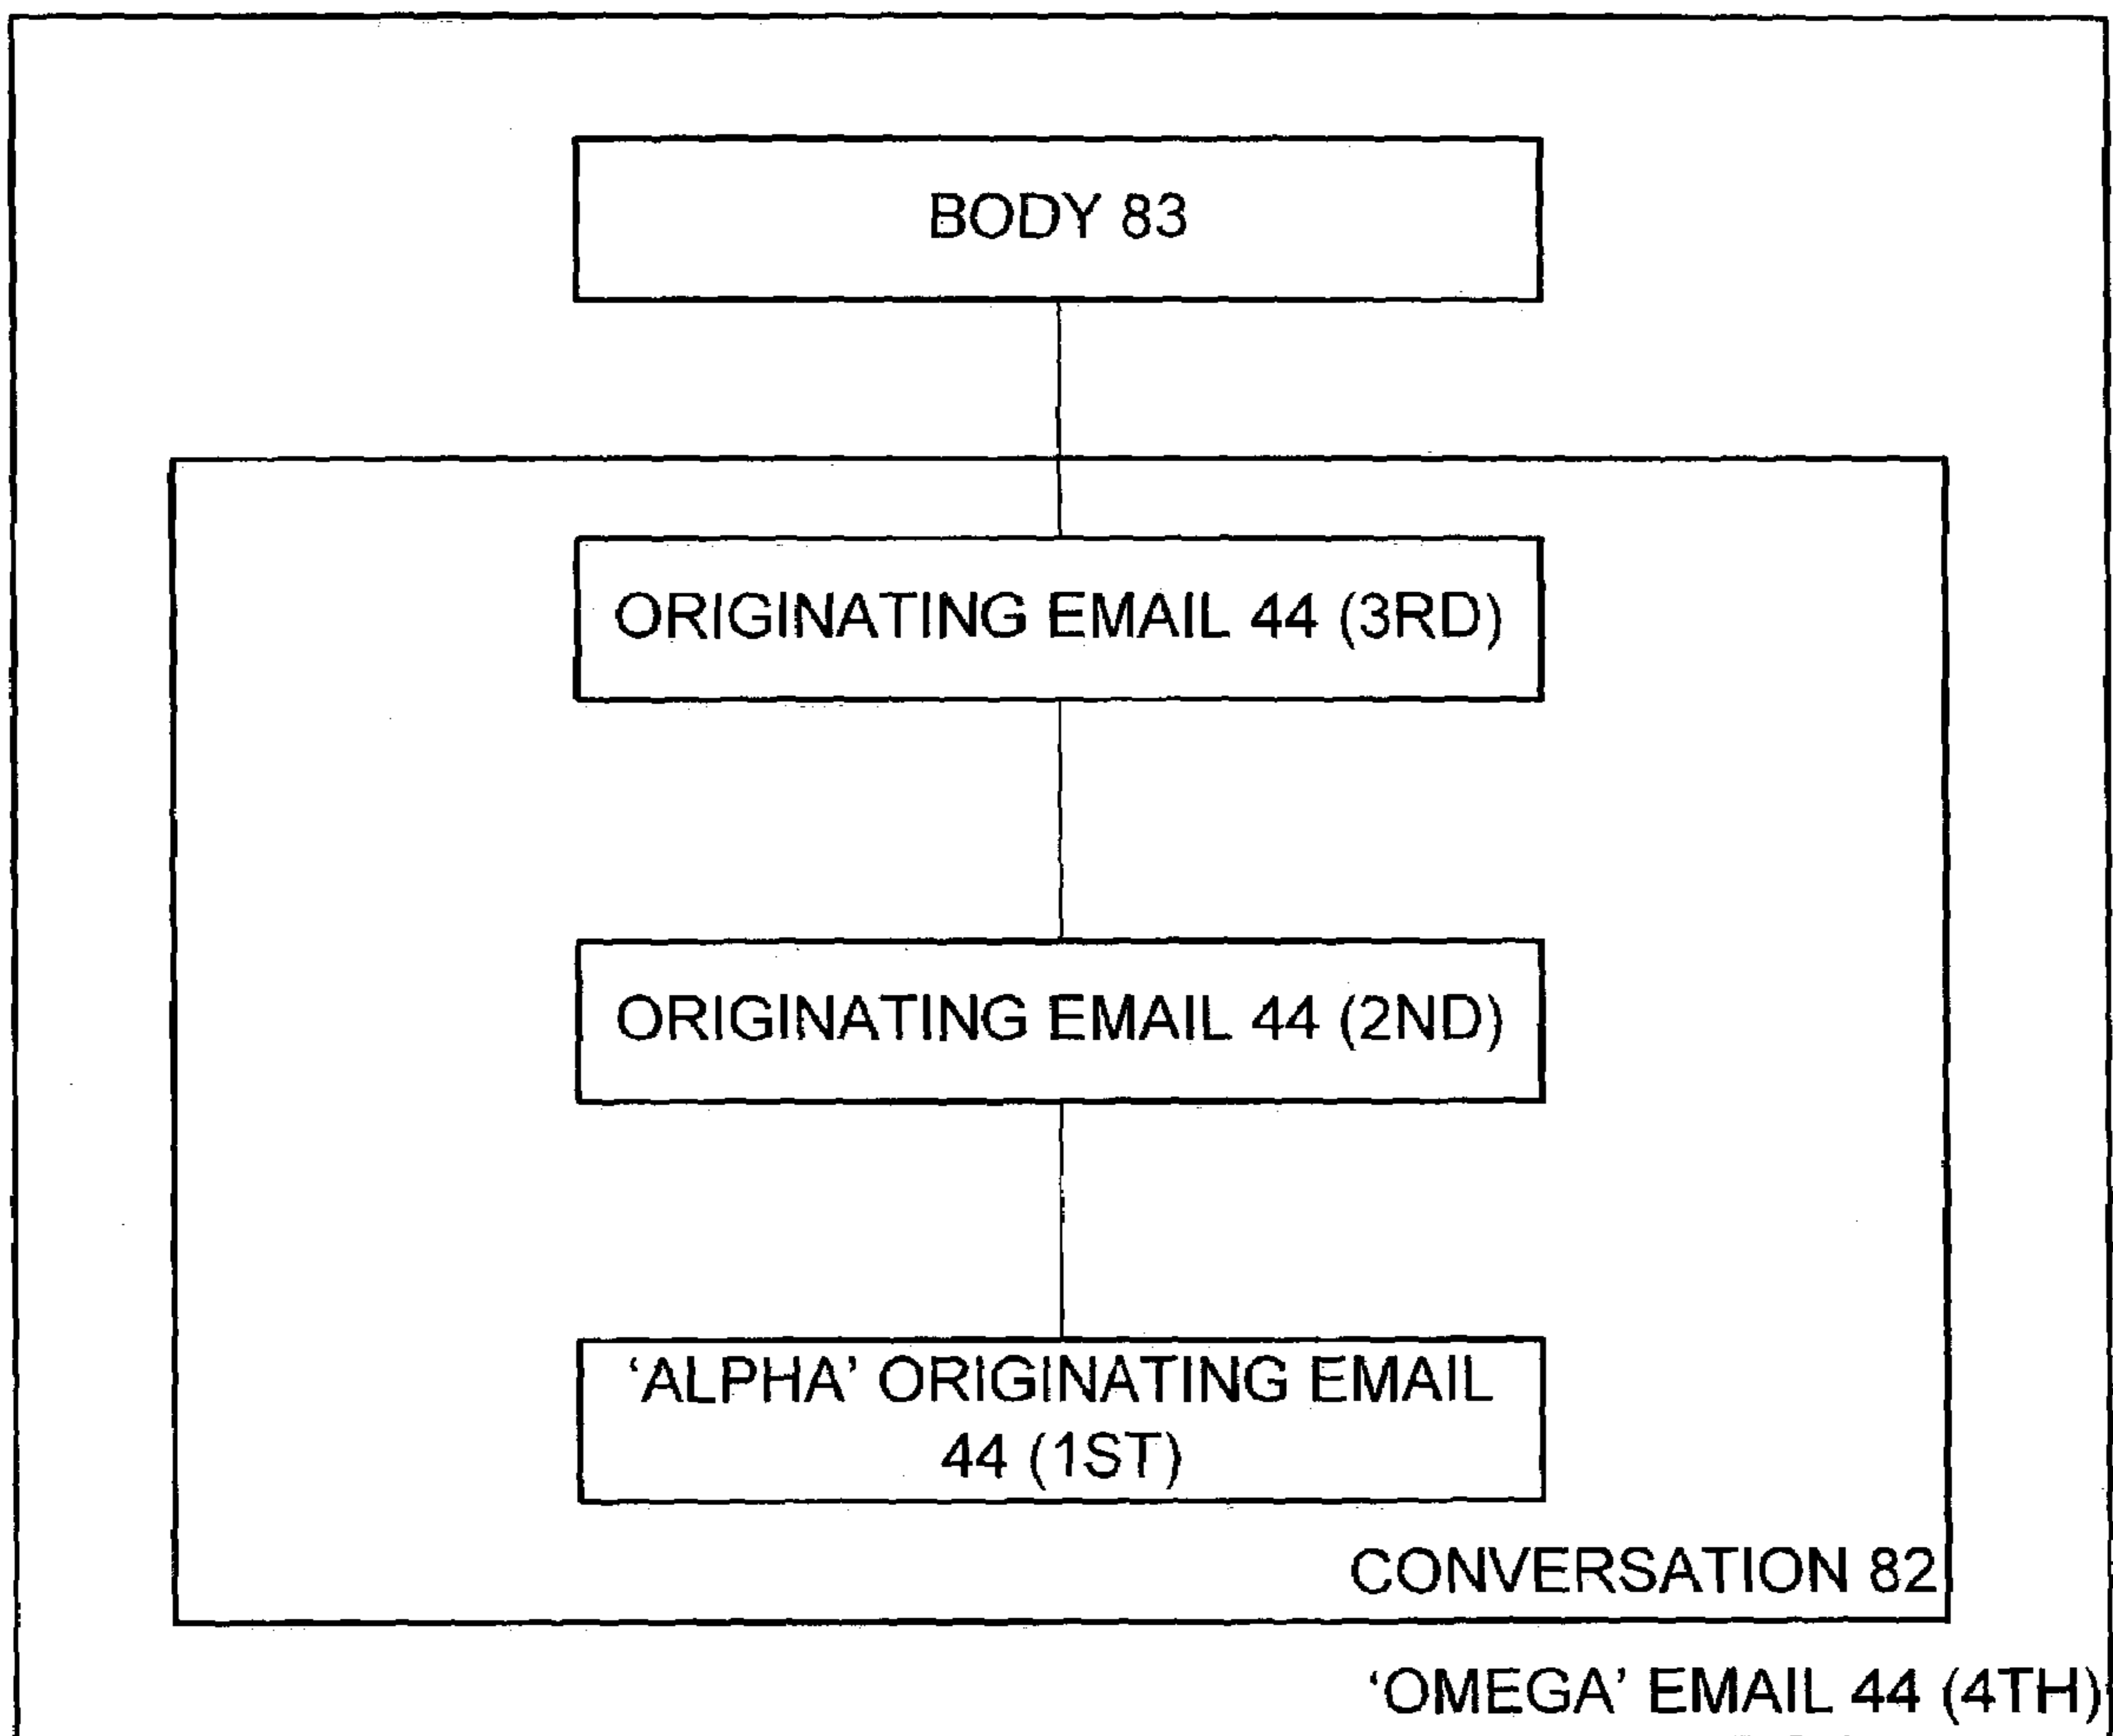 BODY 83
ORIGINATING EMAIL 44 (3RD)
ORIGINATING EMAIL 44 (2ND)
‘ALPHA’ ORIGINATING EMAIL
44 (1ST)
CONVERSATION 82
‘OMEGA’ EMAIL 44 (4TH)